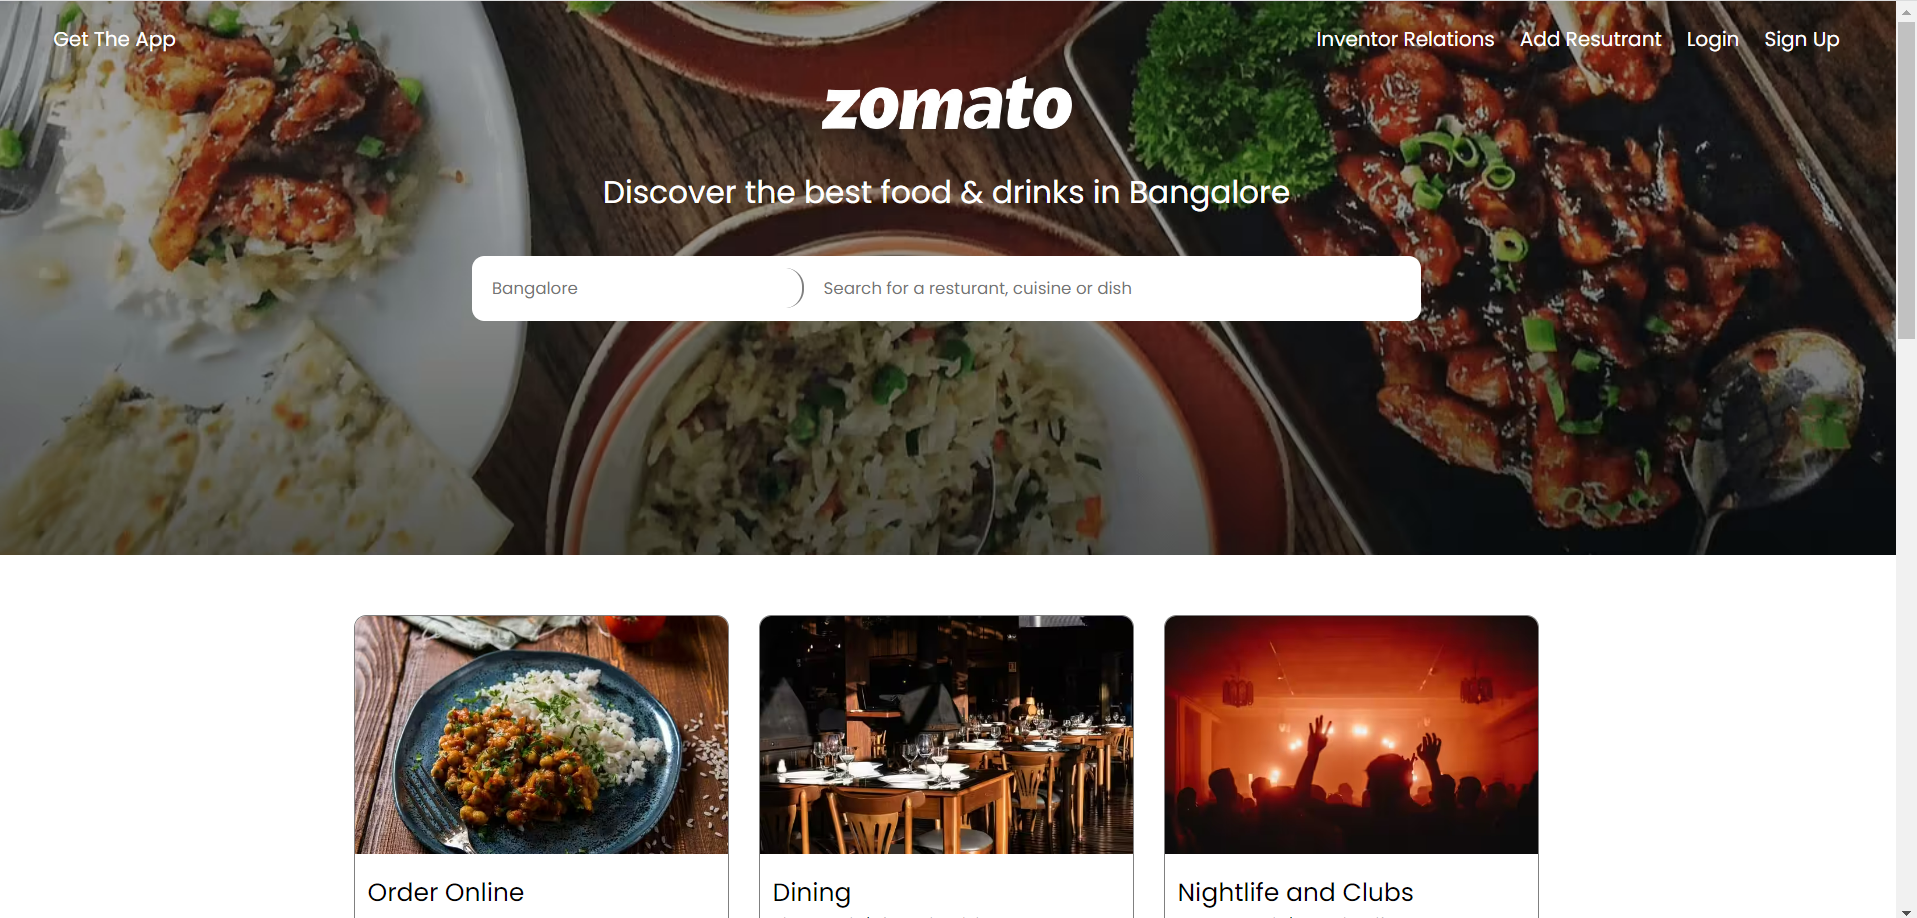 Get The App
Inventor Relations Add Resutrant Login Sign Up
zomato
Discover the best food & drinks in Bangalore
Bangalore
Search for a resturant, cuisine or dish
Order Online
Dining
Nightlife and Clubs